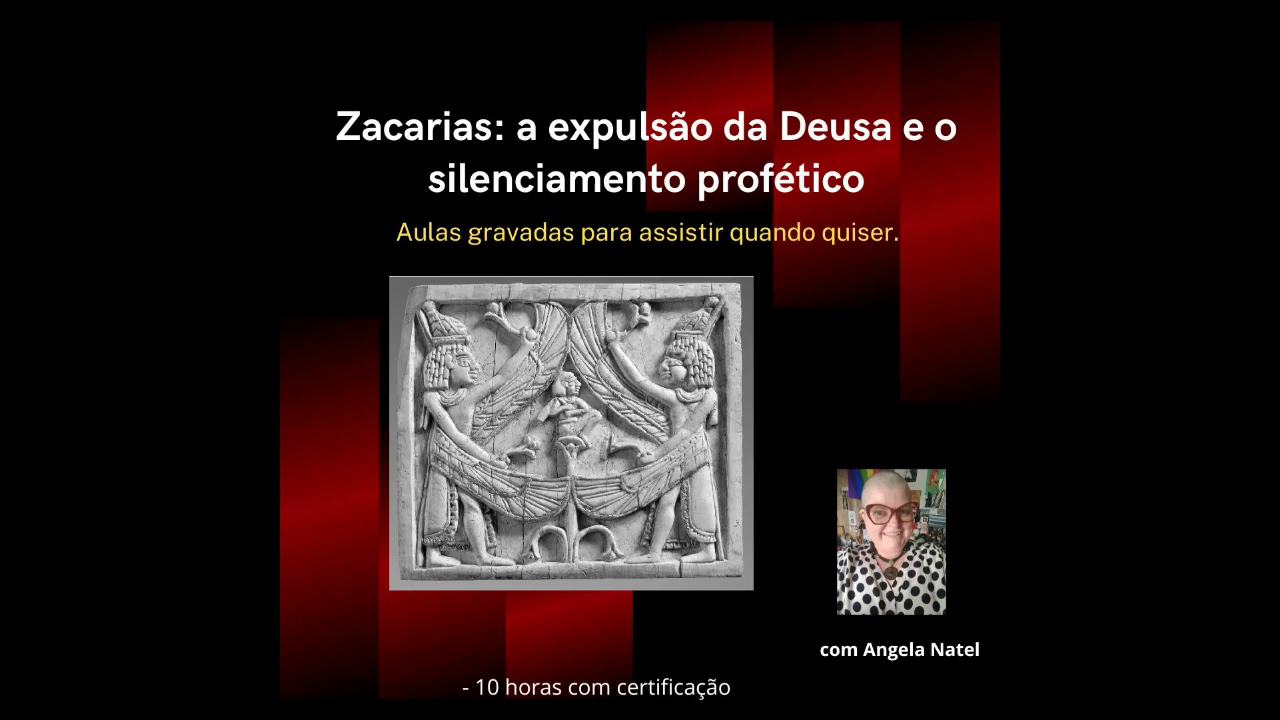 Zacarias: a expulsão da Deusa e o
silenciamento profético
Aulas gravadas para assistir quando quiser.
com Angela Natel
- 10 horas com certificação